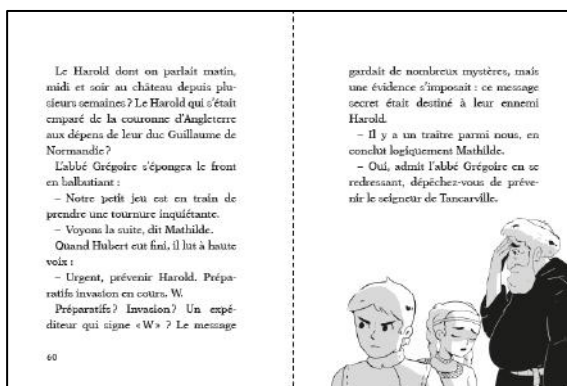 Le Harold dont on parlait matin,
midi et soir au château depuis plu-
sieurs semaines ? Le Harold qui s'était
emparé de la couronne d'Angleterre
aux dépens de leur duc Guillaume de
Normandie ?
L'abbé Grégoire s'épongea le front
en balbutiant :
– Notre petit jeu est en train de
prendre une tournure inquiétante.
– Voyons la suite, dit Mathilde.
Quand Hubert eut fini, il lut à haute
voix :
– Urgent, prévenir Harold. Prépa-
ratifs invasion en cours. W.
Préparatifs ? Invasion ? Un expé-
diteur qui signe « W » ? Le message
60
gardait de nombreux mystères, mais
une évidence s'imposait : ce message
secret était destiné à leur ennemi
Harold.
– Il y a un traître parmi nous, en
conclut logiquement Mathilde.
– Oui, admit l'abbé Grégoire en se
redressant, dépêchez-vous de préve-
nir le seigneur de Tancarville.